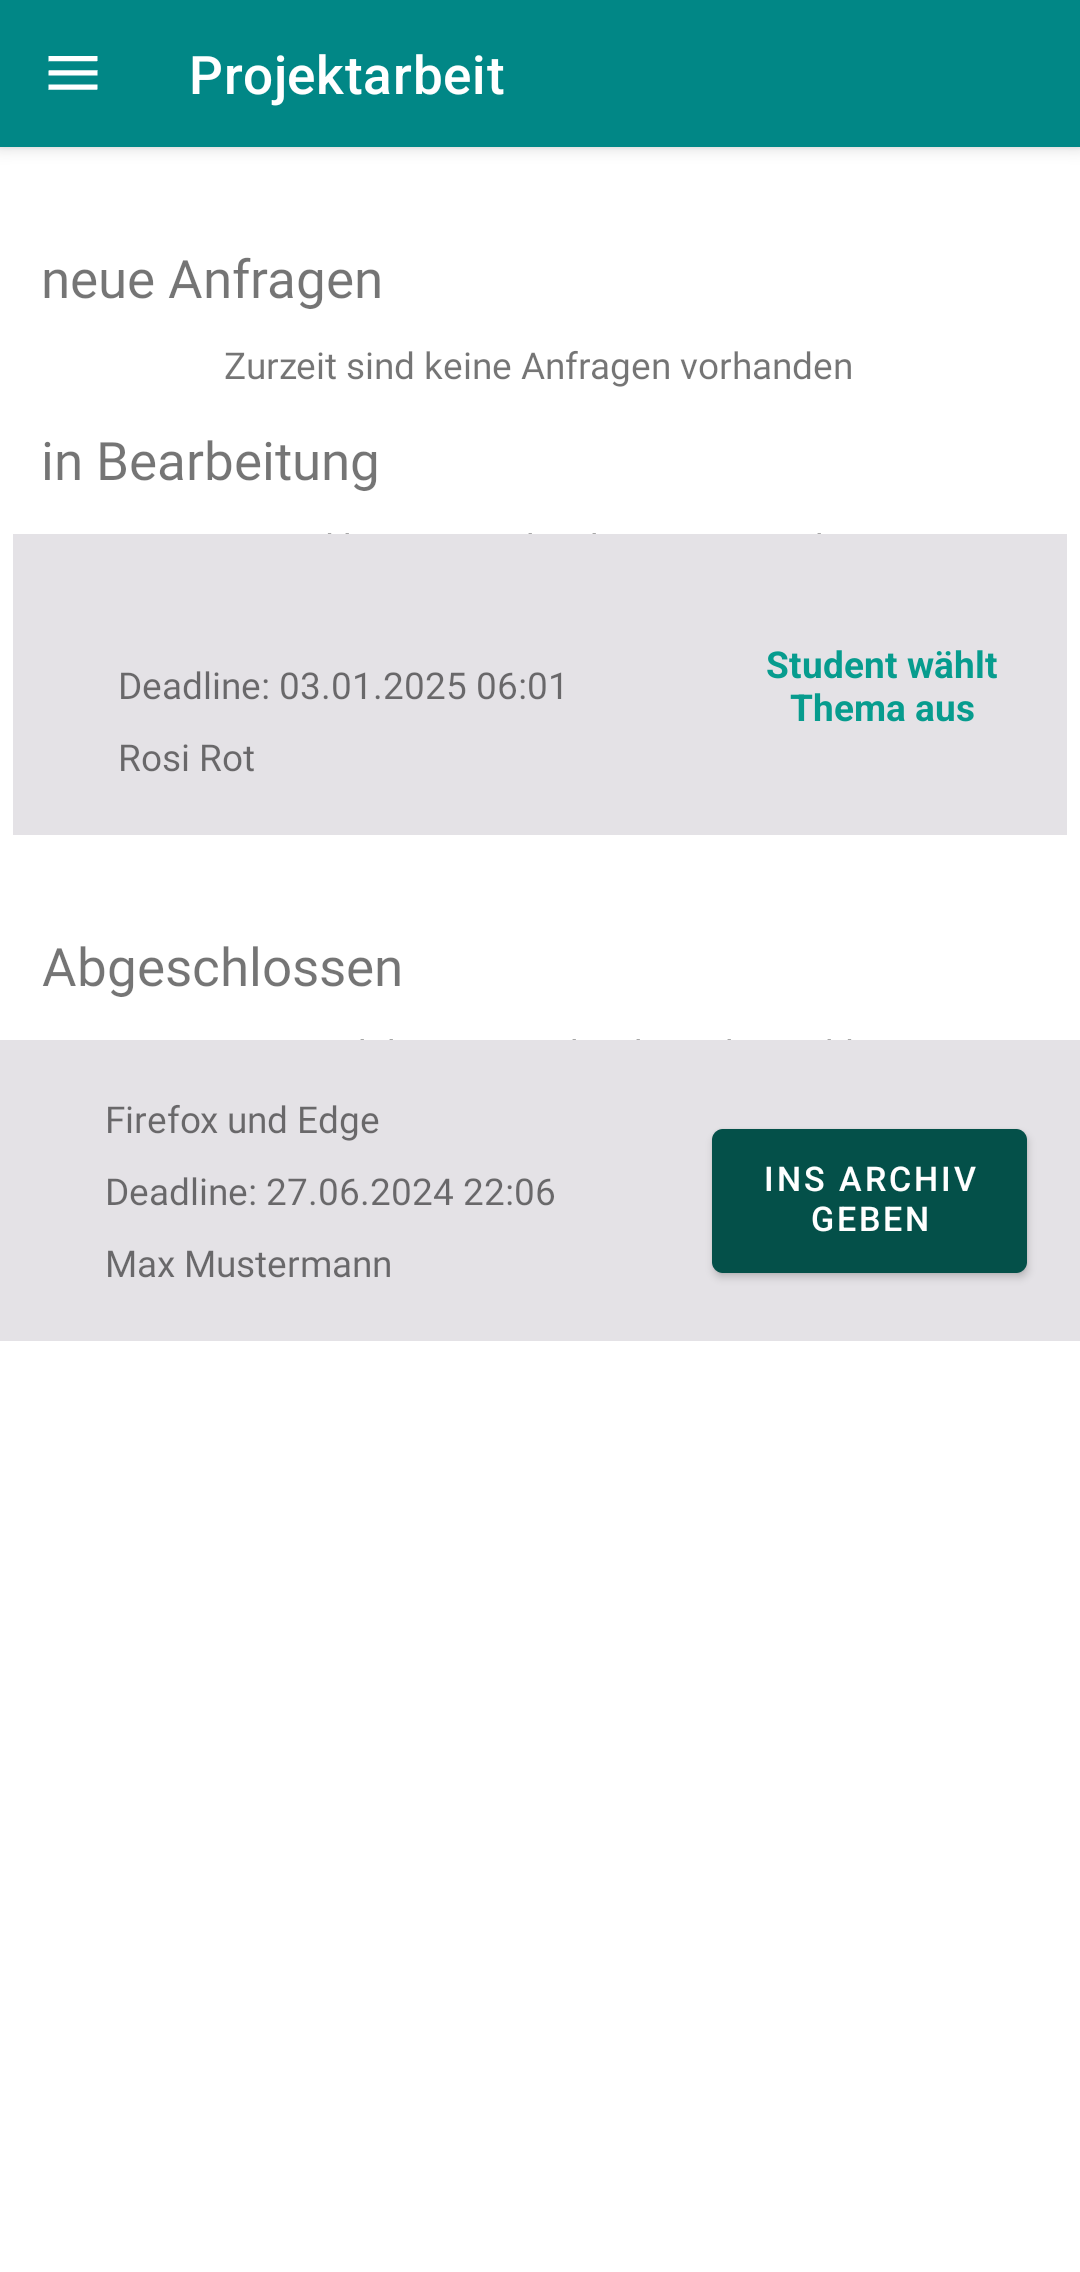 Projektarbeit
neue Anfragen
Zurzeit sind keine Anfragen vorhanden
in Bearbeitung
Deadline: 03.01.2025 06:01
Student wählt
Thema aus
Rosi Rot
Abgeschlossen
Firefox und Edge
Deadline: 27.06.2024 22:06
Max Mustermann
INS ARCHIV
GEBEN